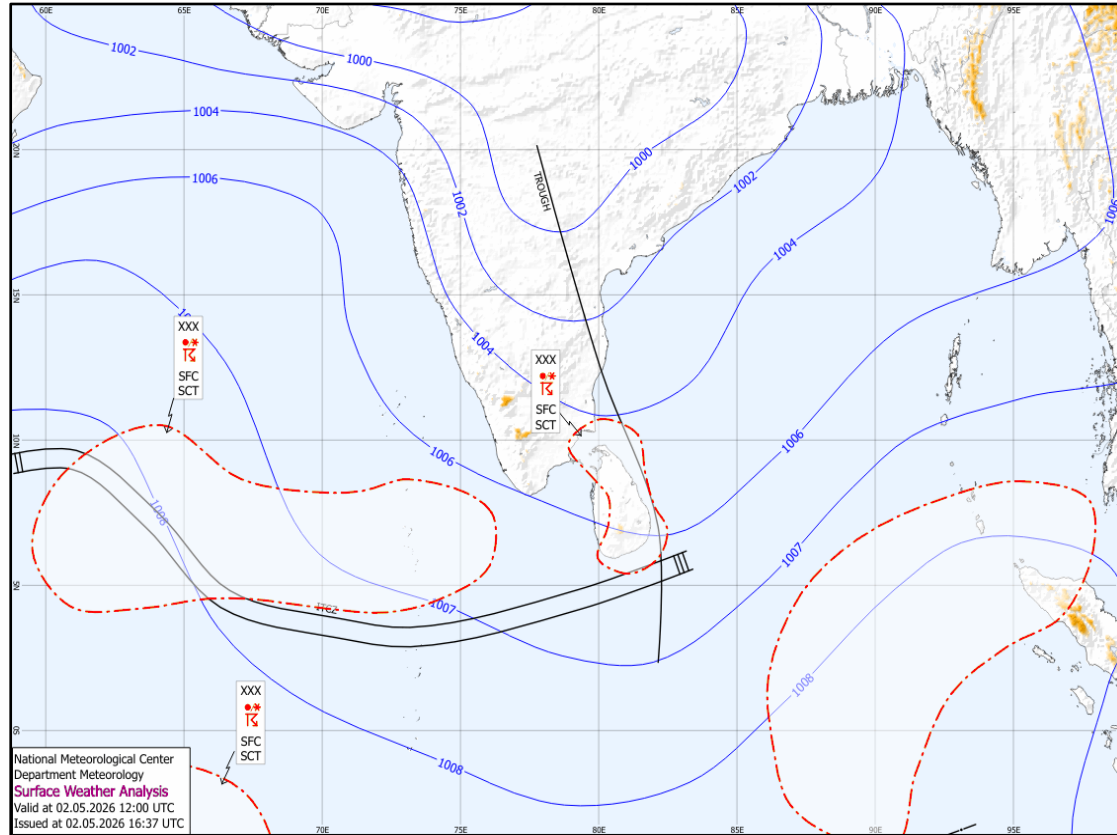 60E
65E
75E
80E
85E
95E
1002
1000
1004
1006
1002
1000
1002
1004
1006
20N
TROUGH
15N
1004
1004
XXX
SFC
SCT
XXX
SFC
SCT
10N
1006
1006
1006
1007
5N
ITCZ
1007
1008
1008
0S
XXX
SFC
SCT
National Meteorological Center
Department Meteorology
Surface Weather Analysis
Valid at 02.05.2026 12:00 UTC
Issued at 02.05.2026 16:37 UTC
70E
75E
80E
85E
90E
95E